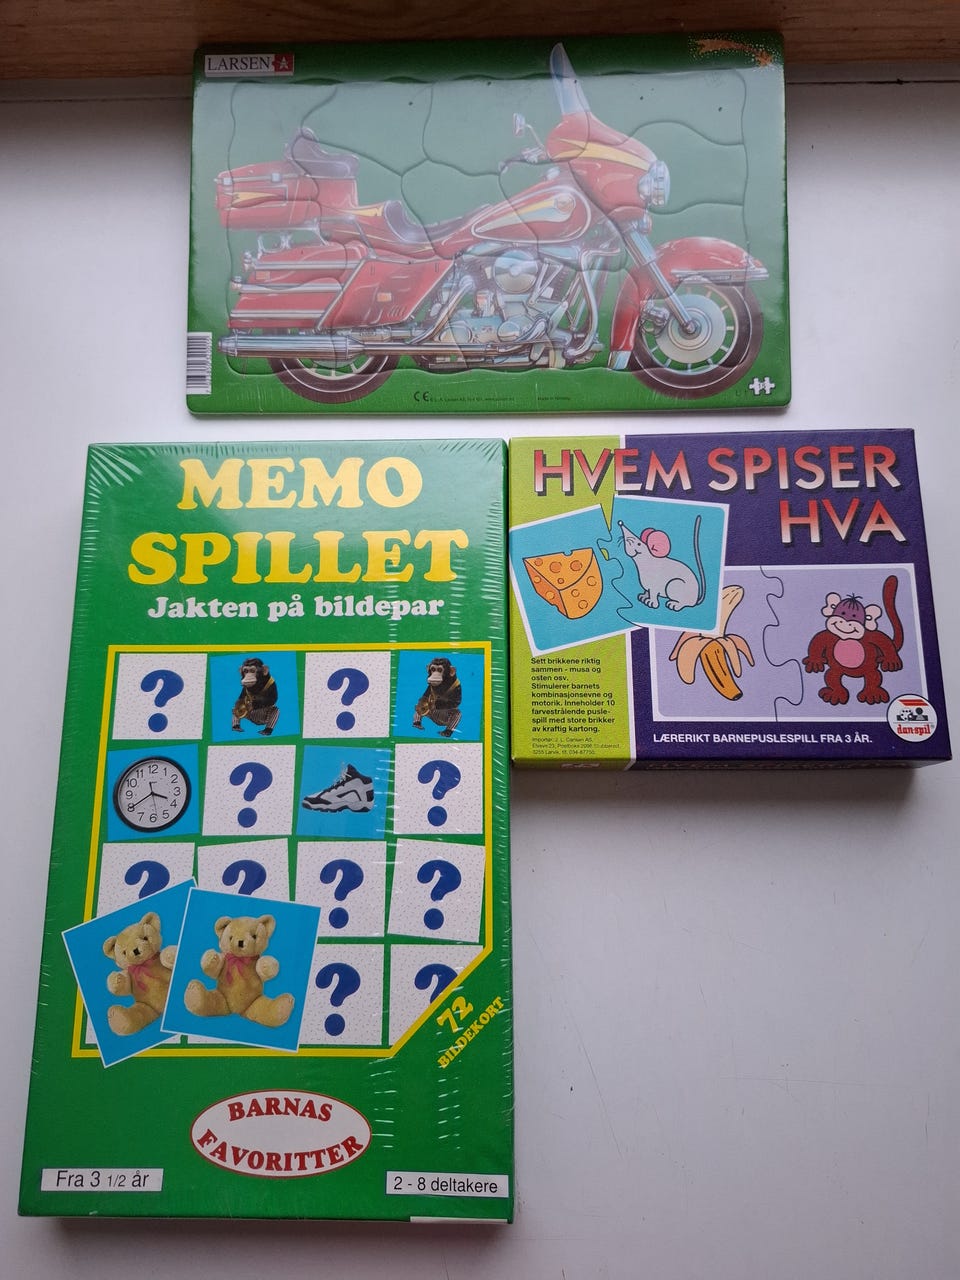 LARSEN
CE
MEMO
SPILLET
Jakten på bildepar
72
BILDEKORT
BARNAS
FAVORITTER
Fra 3 1/2 år
2 - 8 deltakere
HVEM SPISER
HVA
Sett brikkene riktig
sammen - musa og
osten osv.
Stimulerer barnets
kombinasjonsevne og
motorik. Inneholder 10
farvestrålende pusle-
spill med store brikker
av kraftig kartong.
LÆRERIKT BARNEPUSLESPILL FRA 3 ÅR.
dan-spil